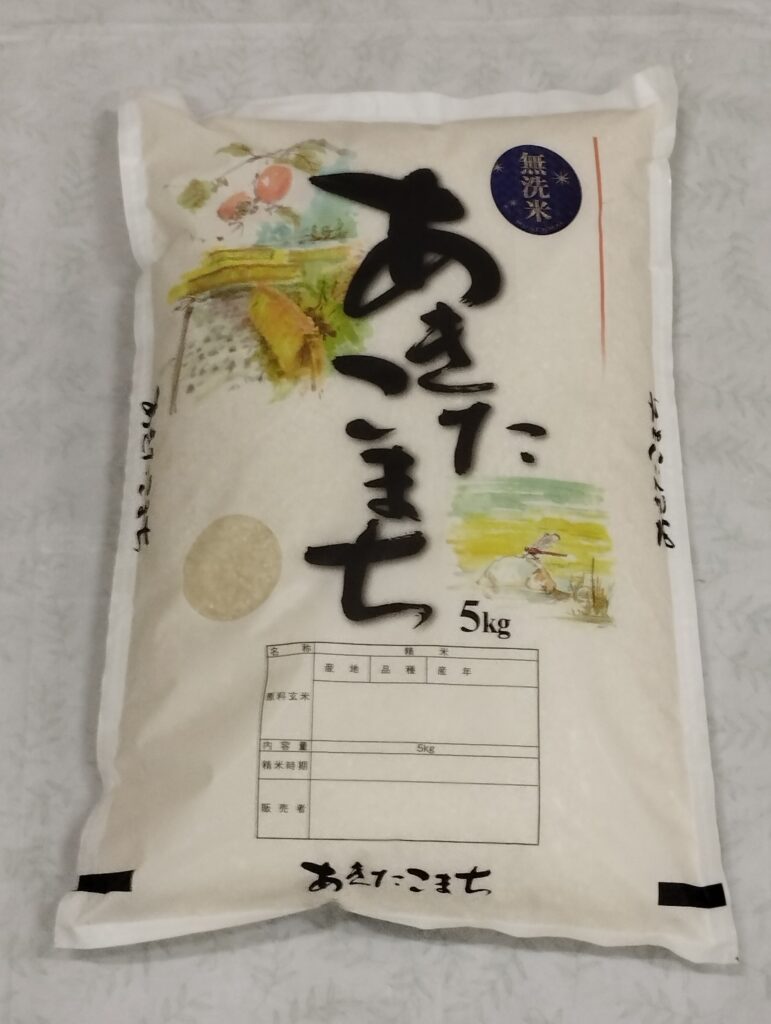 無洗米
あきた
こまち
5kg
名称 精米
産地 品種 産年
原料玄米
内容量 5kg
精米時期
販売者
あきたこまち
あきたこまち
あきたこまち